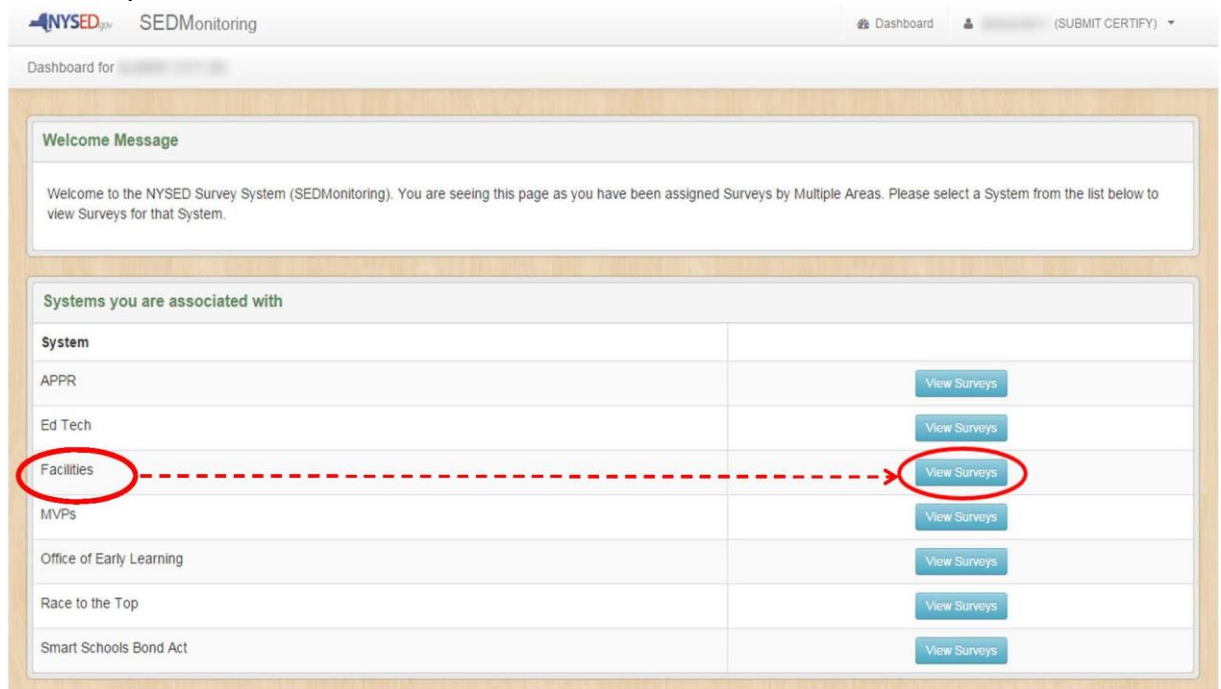 NYSED.gov SEDMonitoring Dashboard (SUBMIT CERTIFY)
Dashboard for
Welcome Message
Welcome to the NYSED Survey System (SEDMonitoring). You are seeing this page as you have been assigned Surveys by Multiple Areas. Please select a System from the list below to
view Surveys for that System.
Systems you are associated with
System
APPR View Surveys
Ed Tech View Surveys
Facilities View Surveys
MVPs View Surveys
Office of Early Learning View Surveys
Race to the Top View Surveys
Smart Schools Bond Act View Surveys